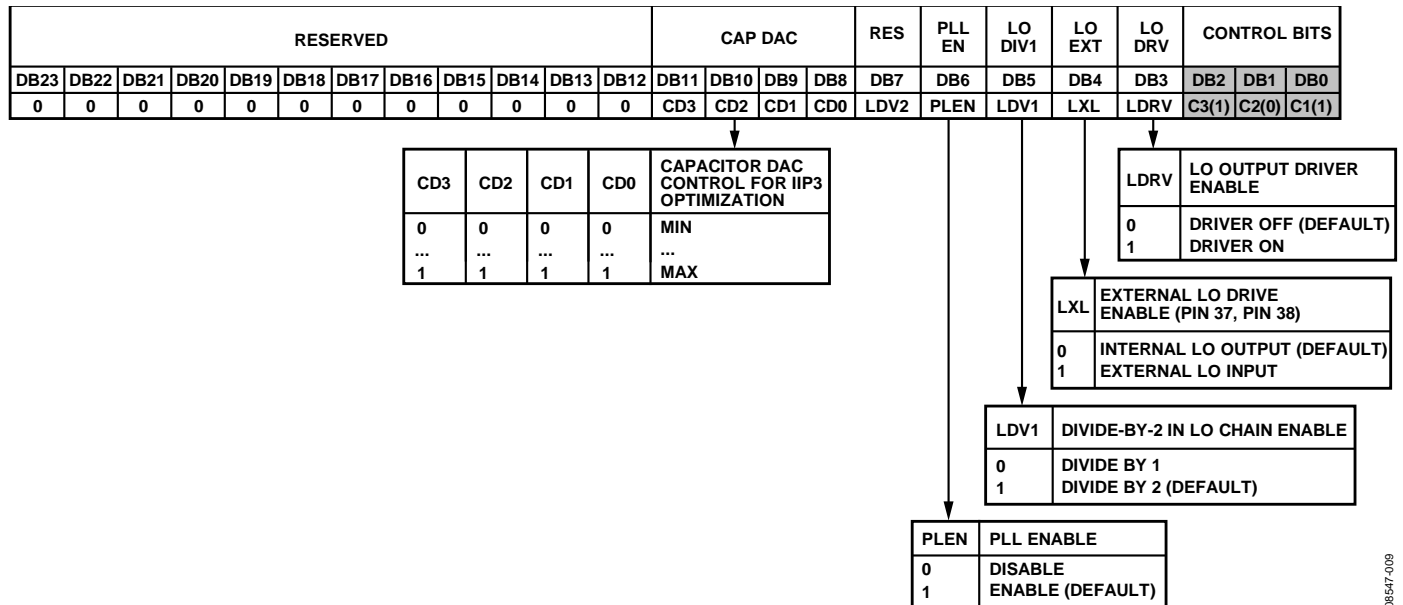 RESERVED CAP DAC RES PLL EN LO DIV1 LO EXT LO DRV CONTROL BITS
DB23 DB22 DB21 DB20 DB19 DB18 DB17 DB16 DB15 DB14 DB13 DB12 DB11 DB10 DB9 DB8 DB7 DB6 DB5 DB4 DB3 DB2 DB1 DB0
0 0 0 0 0 0 0 0 0 0 0 0 CD3 CD2 CD1 CD0 LDV2 PLEN LDV1 LXL LDRV C3(1) C2(0) C1(1)
CD3 CD2 CD1 CD0 CAPACITOR DAC
CONTROL FOR IIP3
OPTIMIZATION
0 0 0 0 MIN
... ... ... ... ...
1 1 1 1 MAX
LDRV LO OUTPUT DRIVER
ENABLE
0 DRIVER OFF (DEFAULT)
1 DRIVER ON
LXL EXTERNAL LO DRIVE
ENABLE (PIN 37, PIN 38)
0 INTERNAL LO OUTPUT (DEFAULT)
1 EXTERNAL LO INPUT
LDV1 DIVIDE-BY-2 IN LO CHAIN ENABLE
0 DIVIDE BY 1
1 DIVIDE BY 2 (DEFAULT)
PLEN PLL ENABLE
0 DISABLE
1 ENABLE (DEFAULT)
08547-009